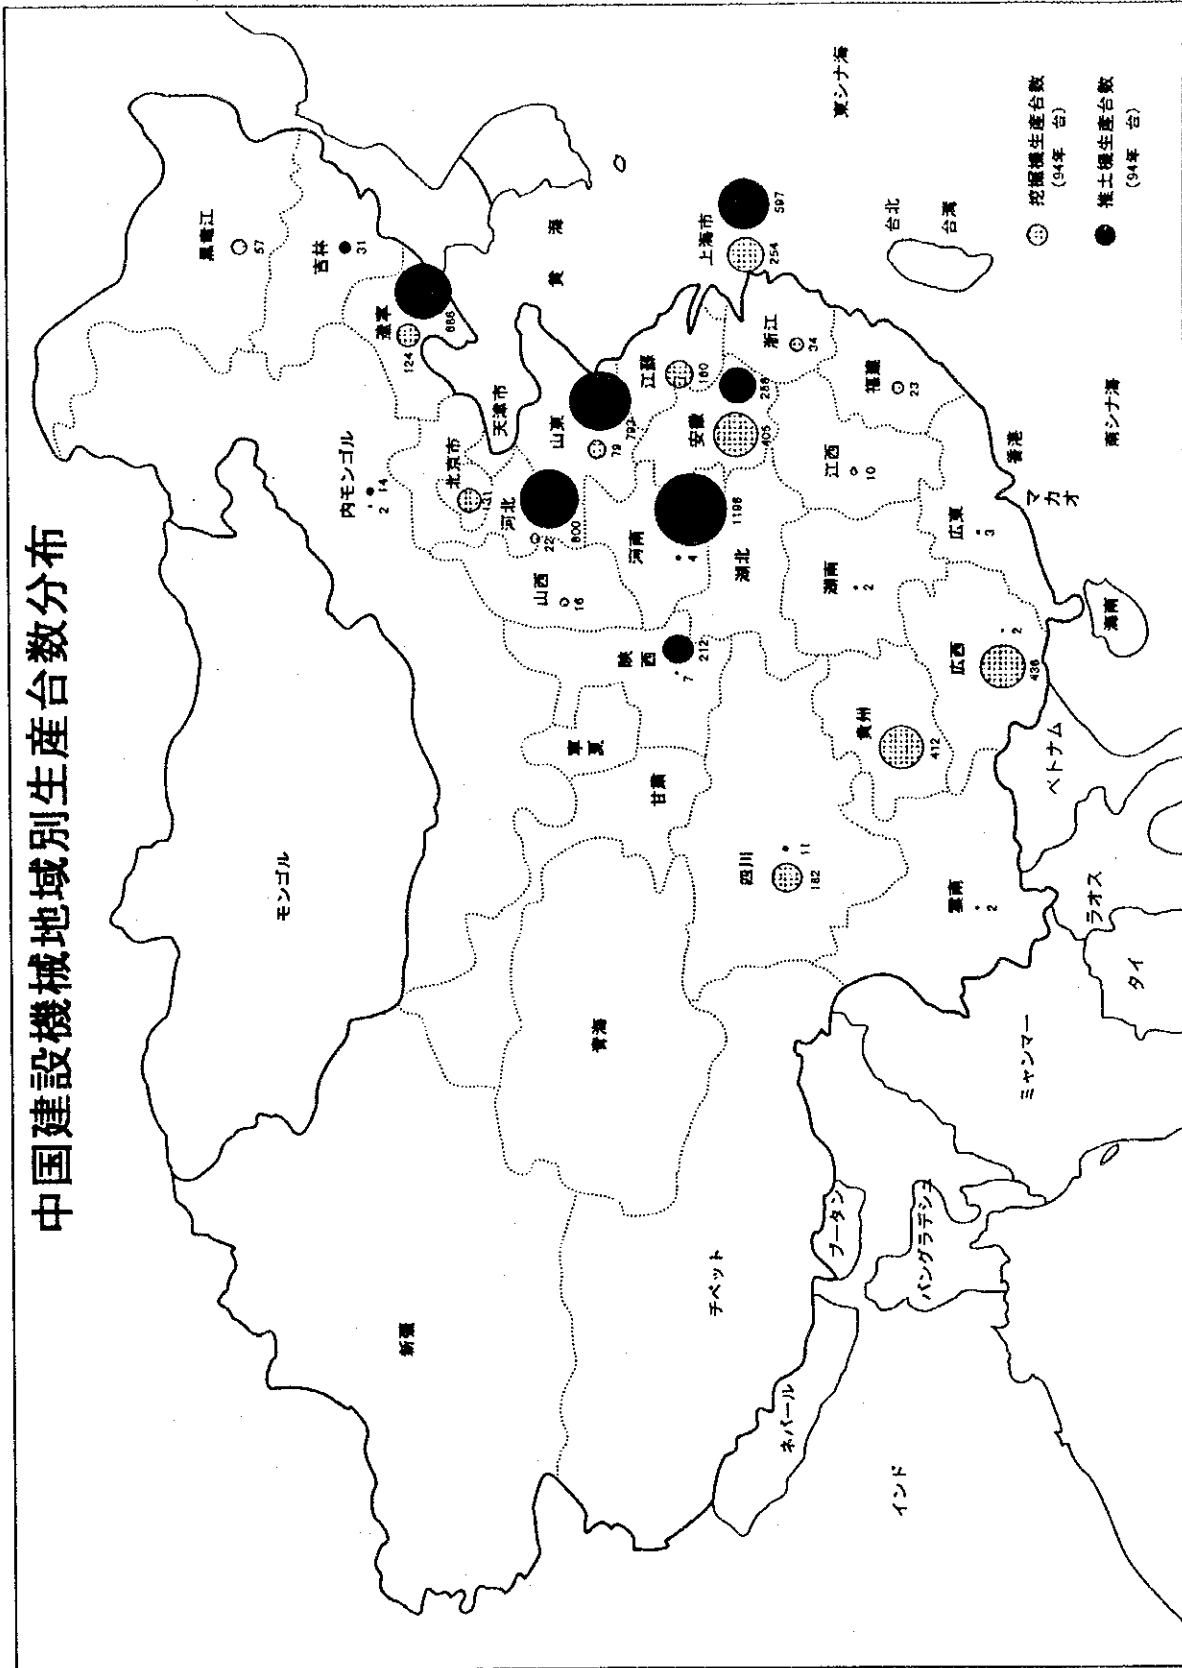 中国建設機械地域別生産台数分布
黒竜江
57
吉林
31
遼寧
124
686
内モンゴル
2
14
北京市
131
天津市
河北
22
800
山東
79
793
山西
16
河南
4
1196
江蘇
160
安徽
405
288
上海市
254
597
浙江
34
福建
23
江西
10
湖北
湖南
2
広東
3
広西
436
2
貴州
412
陝西
7
212
寧夏
甘粛
四川
182
11
雲南
2
青海
チベット
新疆
モンゴル
黄海
東シナ海
南シナ海
台北
台湾
香港
マカオ
海南
ベトナム
ラオス
タイ
ミャンマー
バングラデシュ
ブータン
ネパール
インド
挖掘機生産台数
(94年 台)
推土機生産台数
(94年 台)